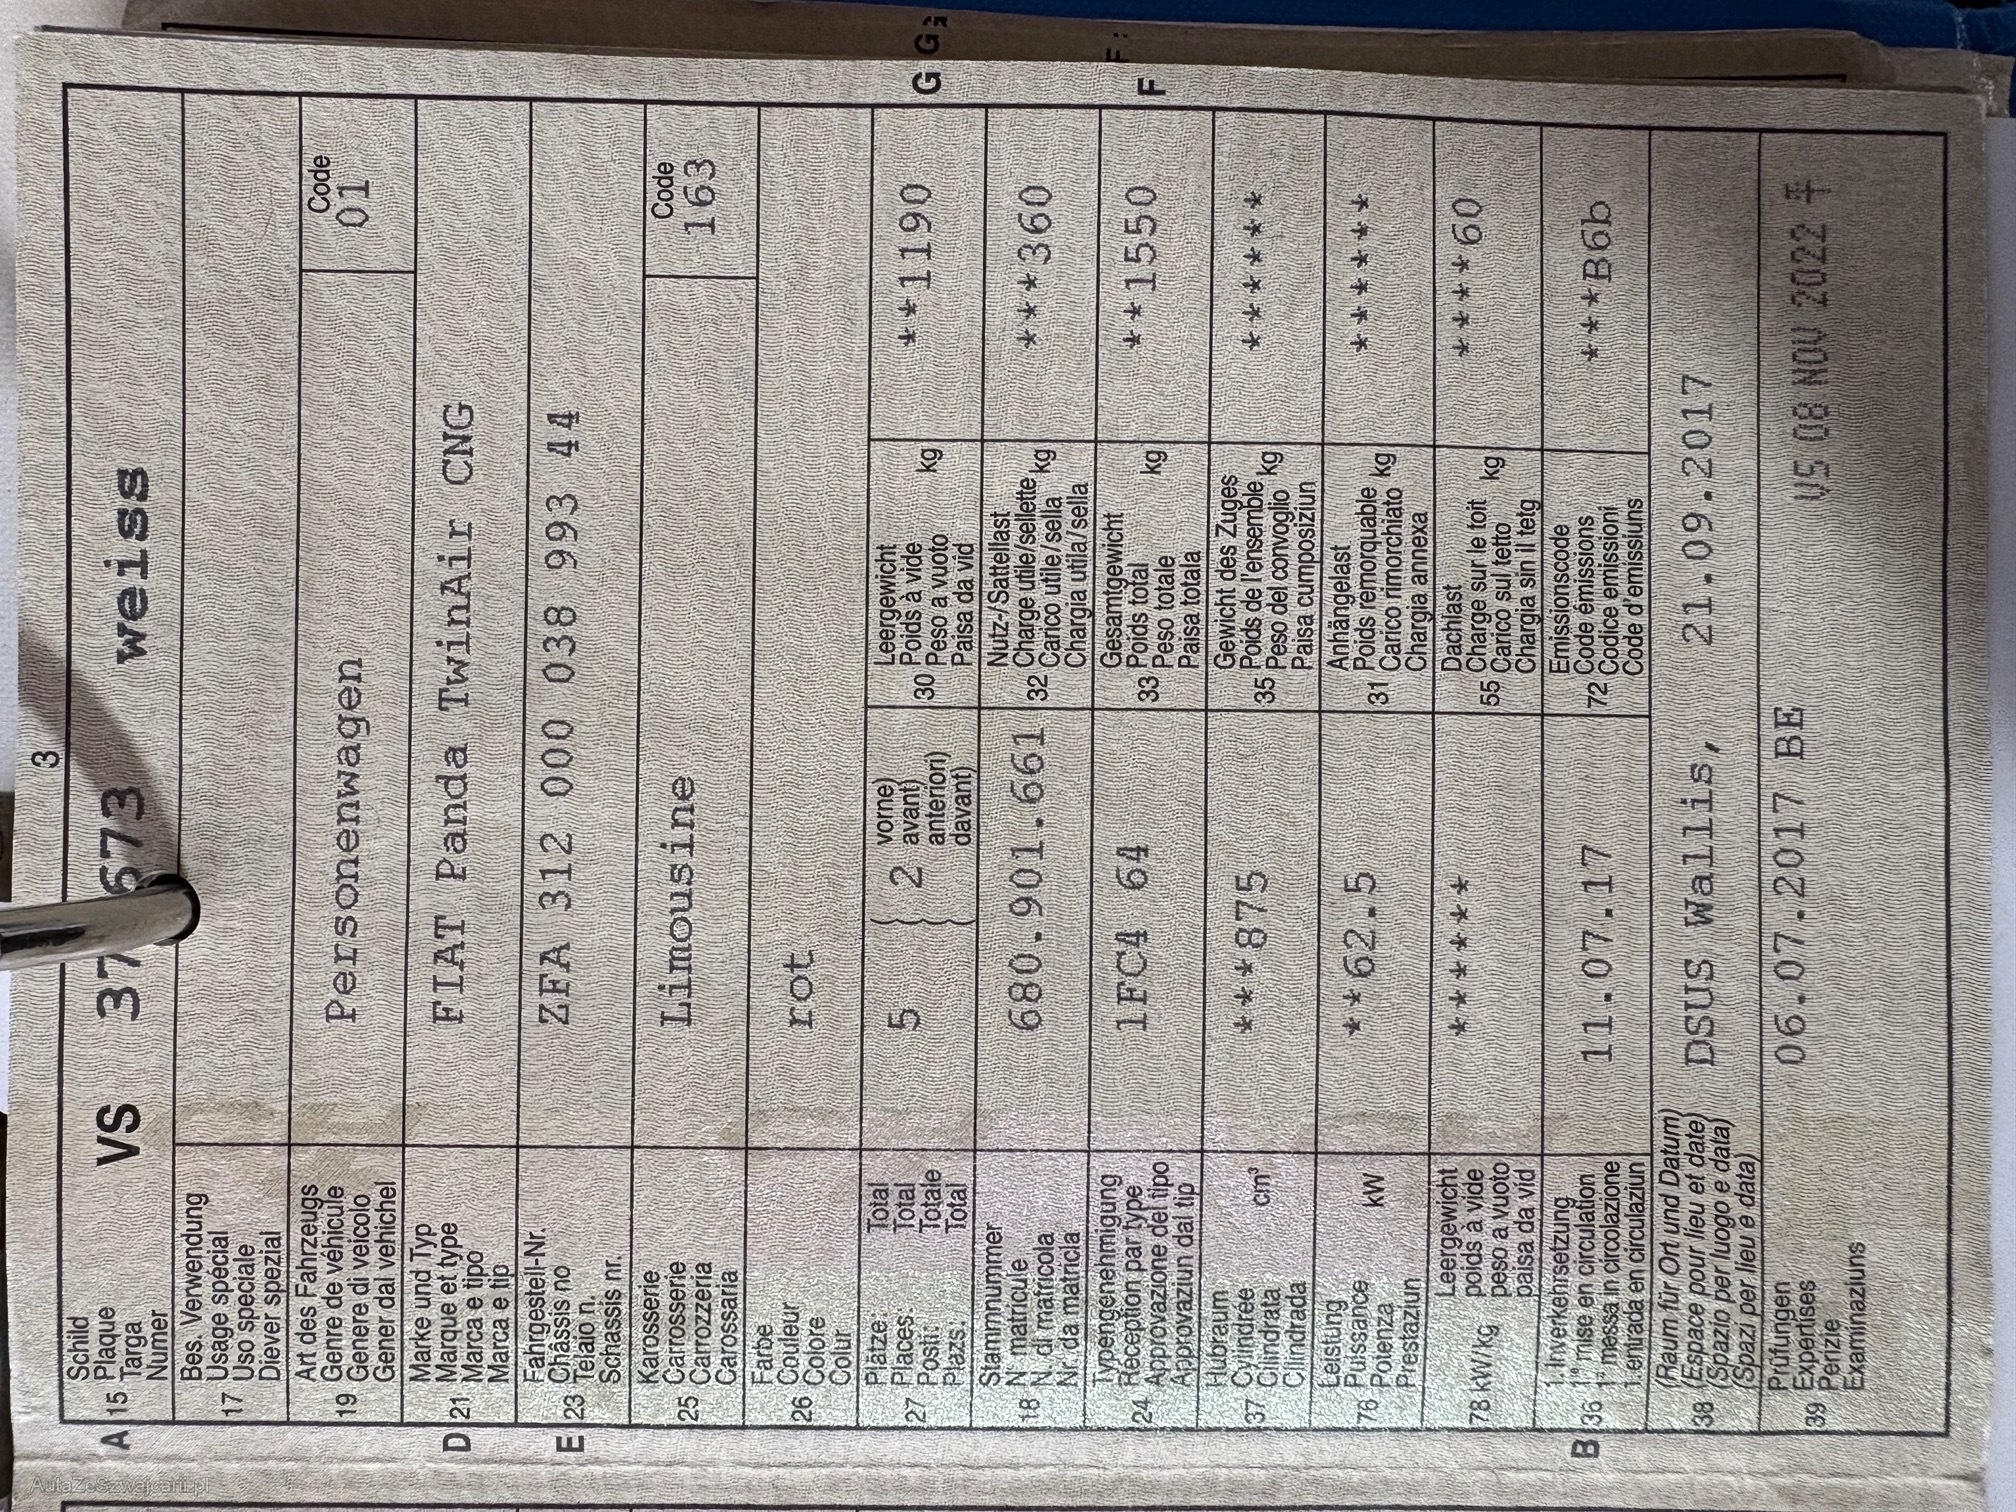 3
A 15 Schild
Plaque
Targa
Numer
VS 37 673 weiss
17 Bes. Verwendung
Usage spécial
Uso speciale
Diever spezial
19 Art des Fahrzeugs
Genre de véhicule
Genere di veicolo
Gener dal vehichel
Personenwagen
Code
01
D 21 Marke und Typ
Marque et type
Marca e tipo
Marca e tip
FIAT Panda TwinAir CNG
E 23 Fahrgestell-Nr.
Châssis no
Telaio n.
Schassis nr.
ZFA 312 000 038 993 44
25 Karosserie
Carrosserie
Carrozzeria
Carossaria
Limousine
Code
163
26 Farbe
Couleur
Colore
Colur
rot
27 Plätze: Total
Places: Total
Posti: Totale
Plazs.: Total
5 2
vorne)
avant)
anteriori)
davant)
30 Leergewicht
Poids à vide
Peso a vuoto kg
Paisa da vid
**1190
G
18 Stammnummer
N° matricule
N. di matricola
Nr. da matricla
680.901.661
32 Nutz-/Sattellast
Charge utile/sellette
Carico utile/sella kg
Chargia utila/sella
***360
24 Typengenehmigung
Réception par type
Approvazione del tipo
Approvaziun dal tip
1FC4 64
33 Gesamtgewicht
Poids total
Peso totale kg
Paisa totala
**1550
F
37 Hubraum
Cylindrée
Cilindrata cm³
Cilindrada
***875
35 Gewicht des Zuges
Poids de l'ensemble
Peso del convoglio kg
Paisa cumposiziun
*******
76 Leistung
Puissance
Potenza kW
Prestaziun
**62.5
31 Anhängelast
Poids remorquable
Carico rimorchiato kg
Chargia annexa
*******
78 kW/kg Leergewicht
poids à vide
peso a vuoto
paisa da vid
*******
55 Dachlast
Charge sur le toit
Carico sul tetto kg
Chargia sin il tetg
*****60
B 36 1. Inverkehrsetzung
1re mise en circulation
1a messa in circolazione
1. entrada en circulaziun
11.07.17
72 Emissionscode
Code émissions
Codice emissioni
Code d'emissiuns
***B6b
38 (Raum für Ort und Datum)
(Espace pour lieu et date)
(Spazio per luogo e data)
(Spazi per lieu e data)
DSUS Wallis, 21.09.2017
39 Prüfungen
Expertises
Perizie
Examinaziuns
06.07.2017 BE
VS 08 NOV 2022
G
F
AutaZeSzwajcarii.pl